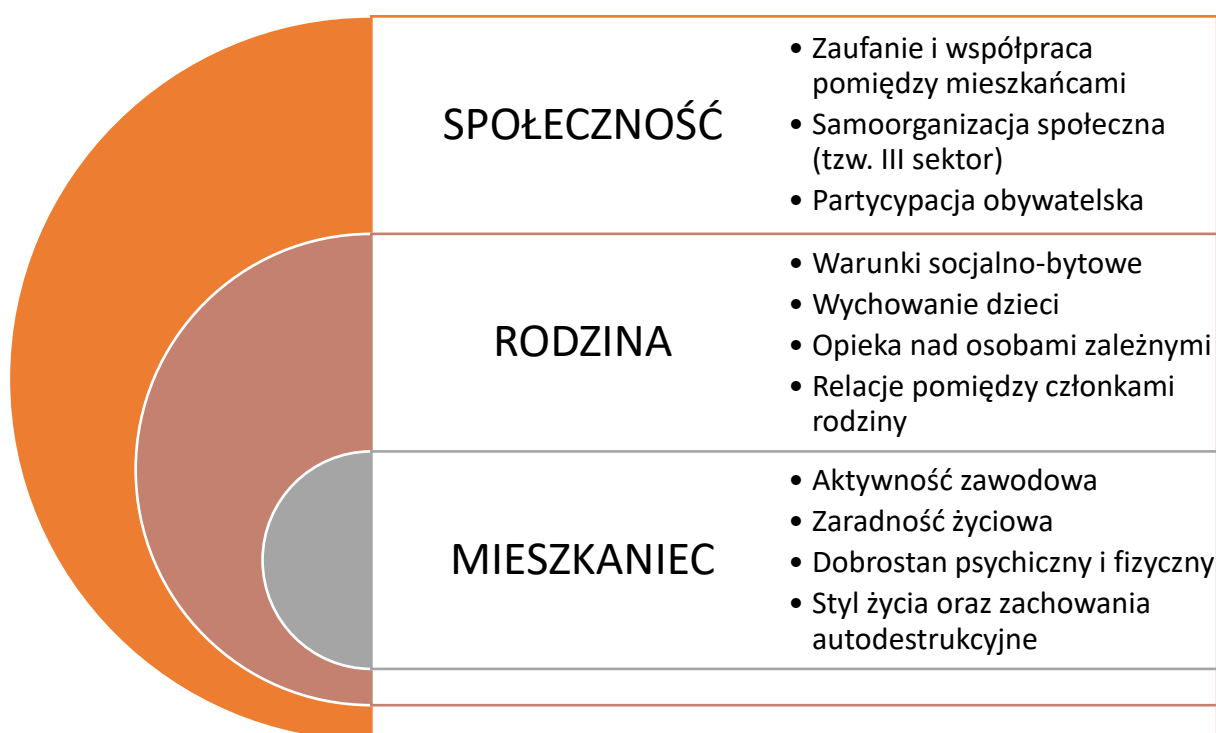 SPOŁECZNOŚĆ
• Zaufanie i współpraca
pomiędzy mieszkańcami
• Samoorganizacja społeczna
(tzw. III sektor)
• Partycypacja obywatelska
RODZINA
• Warunki socjalno-bytowe
• Wychowanie dzieci
• Opieka nad osobami zależnymi
• Relacje pomiędzy członkami
rodziny
MIESZKANIEC
• Aktywność zawodowa
• Zaradność życiowa
• Dobrostan psychiczny i fizyczny
• Styl życia oraz zachowania
autodestrukcyjne